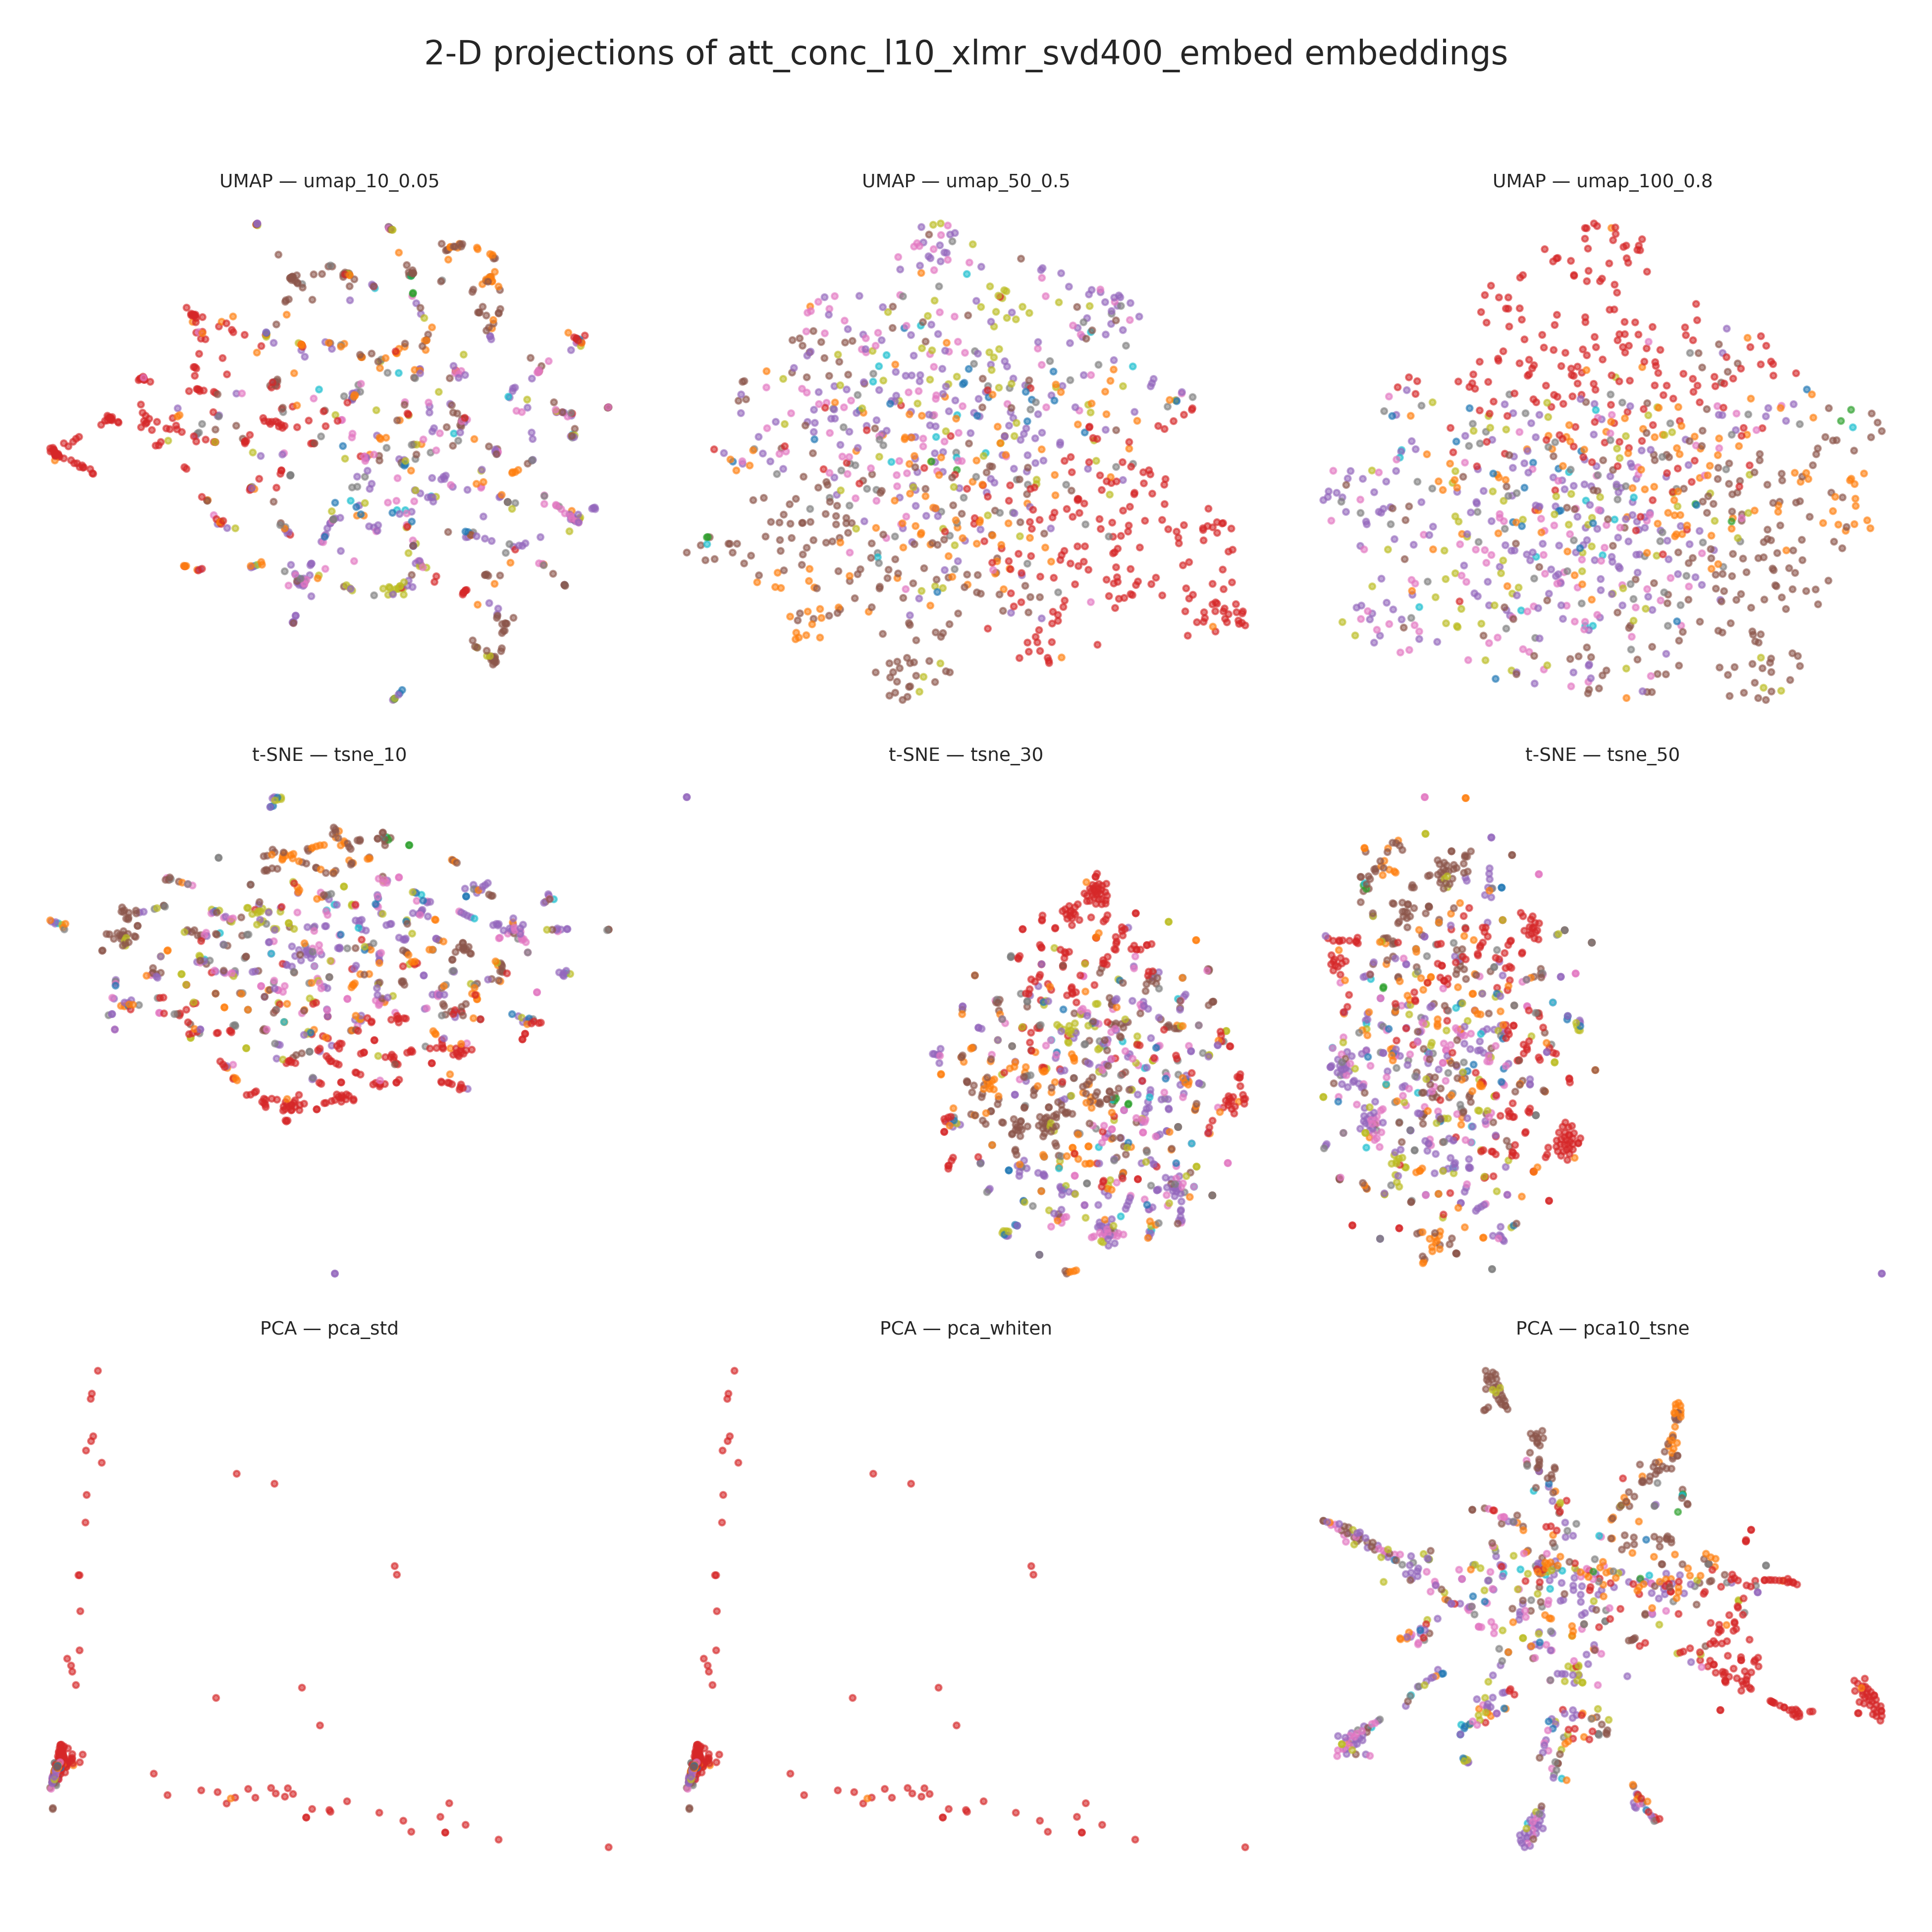 2-D projections of att_conc_l10_xlmr_svd400_embed embeddings
UMAP — umap_10_0.05
UMAP — umap_50_0.5
UMAP — umap_100_0.8
t-SNE — tsne_10
t-SNE — tsne_30
t-SNE — tsne_50
PCA — pca_std
PCA — pca_whiten
PCA — pca10_tsne